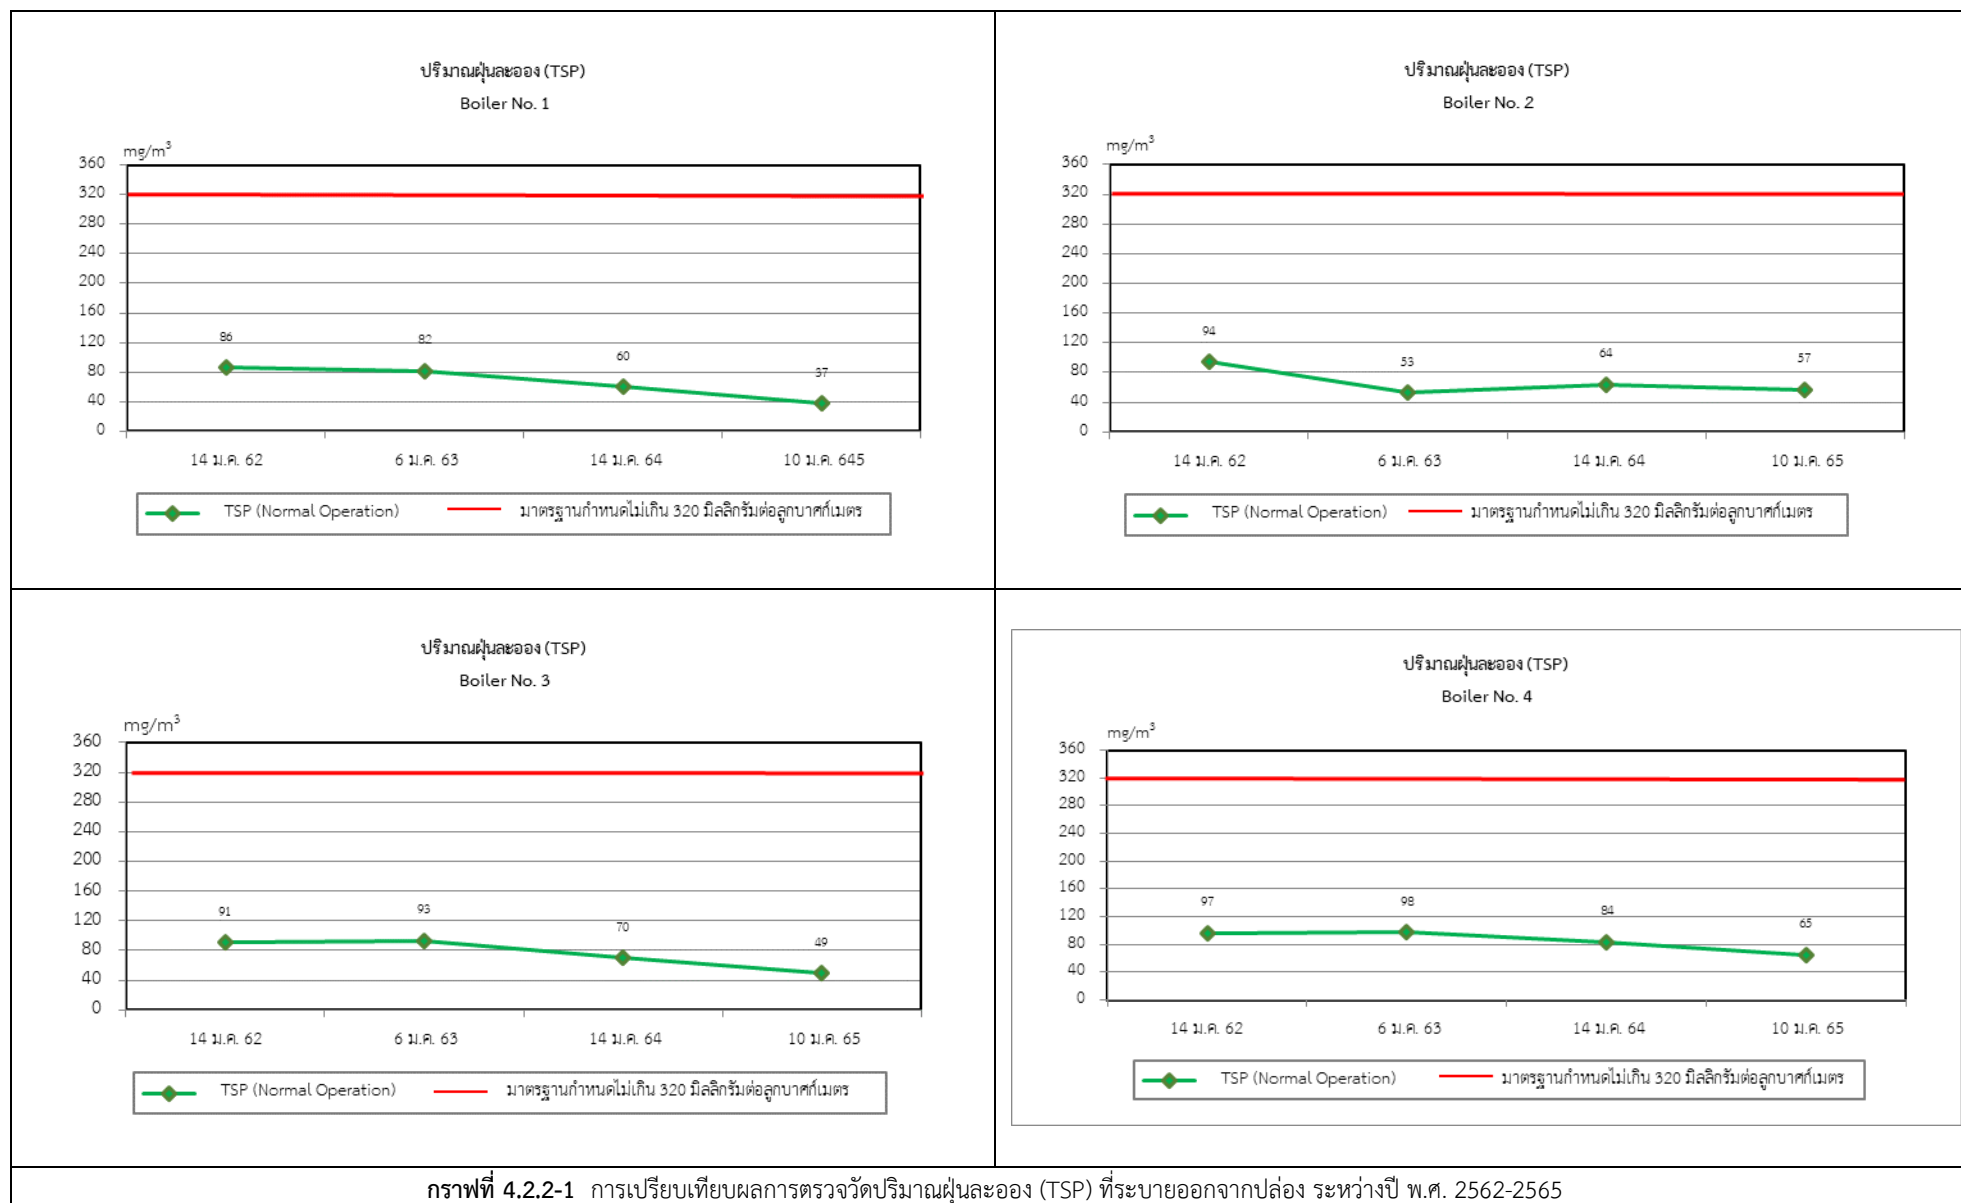 ปริมาณฝุ่นละออง (TSP)
Boiler No. 1
mg/m³
360
320
280
240
200
160
120
80
40
0
86
82
60
37
14 ม.ค. 62
6 ม.ค. 63
14 ม.ค. 64
10 ม.ค. 645
TSP (Normal Operation)
มาตรฐานกำหนดไม่เกิน 320 มิลลิกรัมต่อลูกบาศก์เมตร
ปริมาณฝุ่นละออง (TSP)
Boiler No. 2
mg/m³
360
320
280
240
200
160
120
80
40
0
94
53
64
57
14 ม.ค. 62
6 ม.ค. 63
14 ม.ค. 64
10 ม.ค. 65
TSP (Normal Operation)
มาตรฐานกำหนดไม่เกิน 320 มิลลิกรัมต่อลูกบาศก์เมตร
ปริมาณฝุ่นละออง (TSP)
Boiler No. 3
mg/m³
360
320
280
240
200
160
120
80
40
0
91
93
70
49
14 ม.ค. 62
6 ม.ค. 63
14 ม.ค. 64
10 ม.ค. 65
TSP (Normal Operation)
มาตรฐานกำหนดไม่เกิน 320 มิลลิกรัมต่อลูกบาศก์เมตร
ปริมาณฝุ่นละออง (TSP)
Boiler No. 4
mg/m³
360
320
280
240
200
160
120
80
40
0
97
98
84
65
14 ม.ค. 62
6 ม.ค. 63
14 ม.ค. 64
10 ม.ค. 65
TSP (Normal Operation)
มาตรฐานกำหนดไม่เกิน 320 มิลลิกรัมต่อลูกบาศก์เมตร
กราฟที่ 4.2.2-1 การเปรียบเทียบผลการตรวจวัดปริมาณฝุ่นละออง (TSP) ที่ระบายออกจากปล่อง ระหว่างปี พ.ศ. 2562-2565